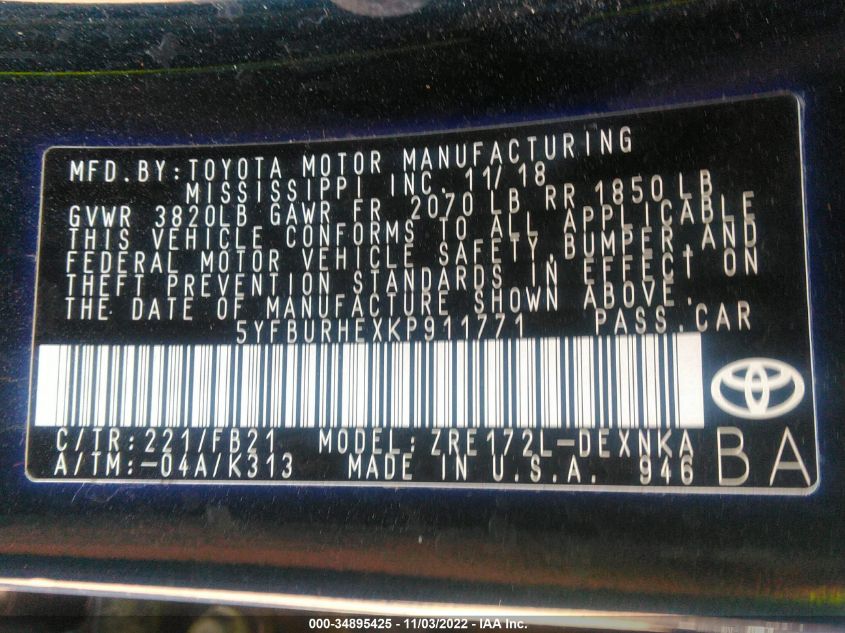 MFD.BY:TOYOTA MOTOR MANUFACTURING
MISSISSIPPI INC. 11/18
GVWR 3820LB GAWR FR 2070 LB RR 1850LB
THIS VEHICLE CONFORMS TO ALL APPLICABLE
FEDERAL MOTOR VEHICLE SAFETY,BUMPER,AND
THEFT PREVENTION STANDARDS IN EFFECT ON
THE DATE OF MANUFACTURE SHOWN ABOVE.
5YFBURHEXKP911771 PASS.CAR
C/TR:221/FB21 MODEL:ZRE172L-DEXNKA
A/TM:-04A/K313 MADE IN U.S.A. 946 BA
000-34895425 - 11/03/2022 - IAA Inc.